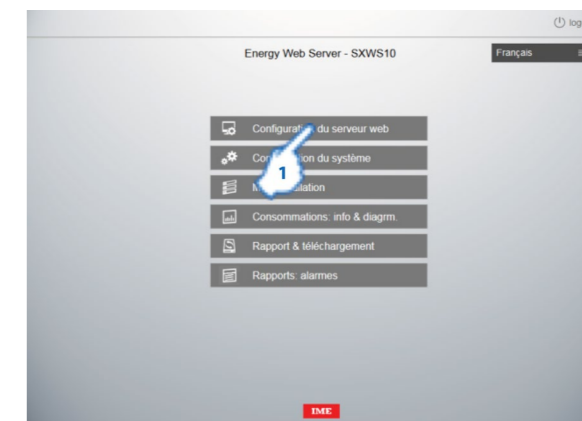 log
Energy Web Server - SXWS10
Français
Configuration du serveur web
du système
1
Consommations: info & diagrm.
Rapport & téléchargement
Rapports: alarmes
IME